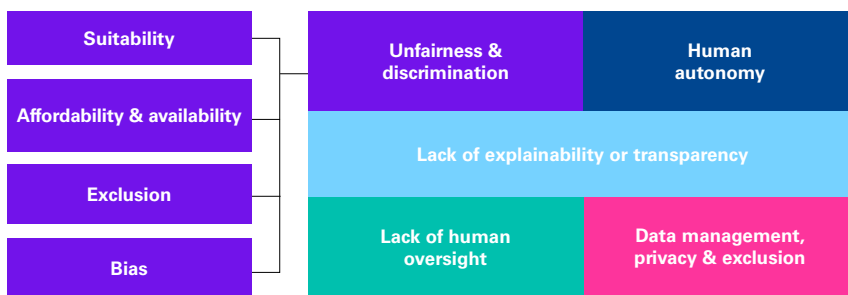 Suitability
Affordability & availability
Exclusion
Bias
Unfairness &
discrimination
Human
autonomy
Lack of explainability or transparency
Lack of human
oversight
Data management,
privacy & exclusion